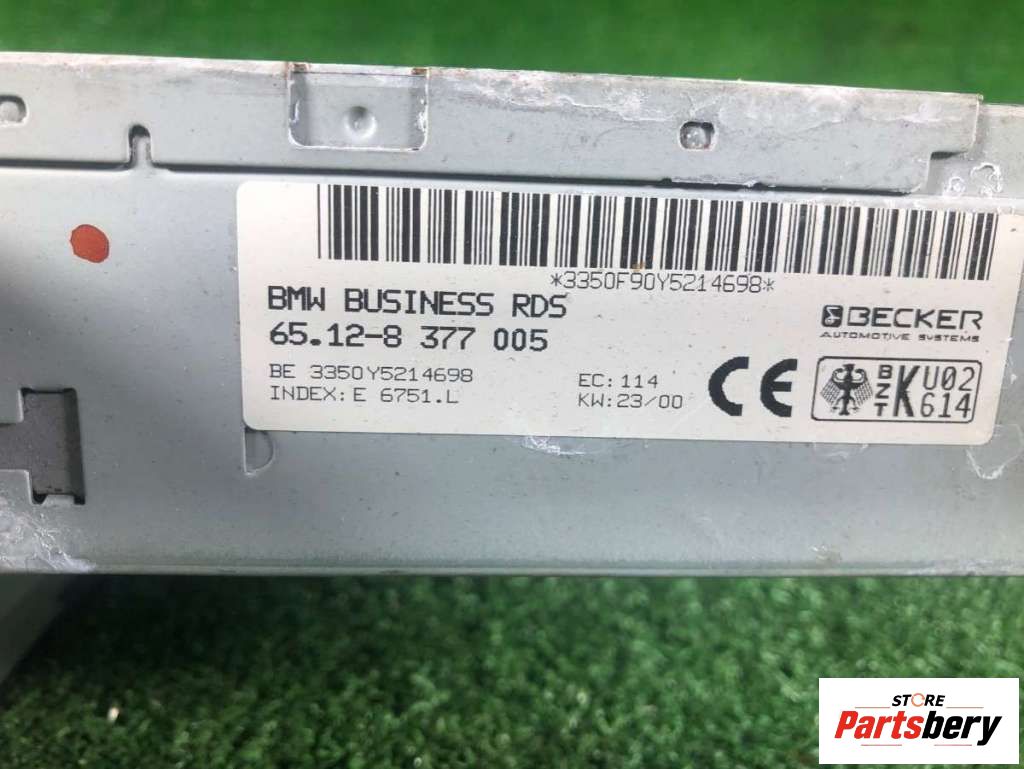 *3350F90Y5214698*
BMW BUSINESS RDS
65.12-8 377 005
BE 3350Y5214698
INDEX: E 6751.L
EC: 114
KW: 23/00
BECKER
AUTOMOTIVE SYSTEMS
CE
BZT K U02 614
STORE
Partsbery